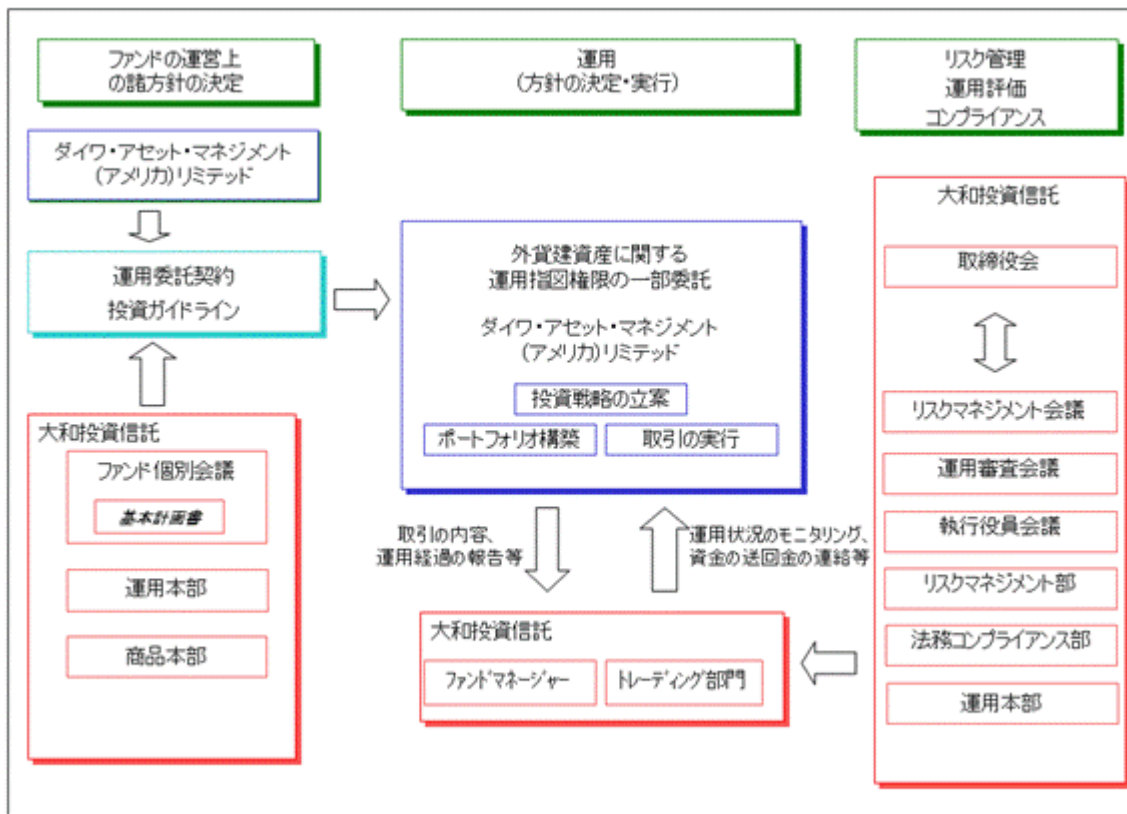 ファンドの運営上
の諸方針の決定
運用
(方針の決定・実行)
リスク管理
運用評価
コンプライアンス
ダイワ・アセット・マネジメント
(アメリカ)リミテッド
運用委託契約
投資ガイドライン
大和投資信託
ファンド個別会議
基本計画書
運用本部
商品本部
外貨建資産に関する
運用指図権限の一部委託
ダイワ・アセット・マネジメント
(アメリカ)リミテッド
投資戦略の立案
ポートフォリオ構築
取引の実行
取引の内容、
運用経過の報告等
運用状況のモニタリング、
資金の送回金の連絡等
大和投資信託
ファンドマネージャー
トレーディング部門
大和投資信託
取締役会
リスクマネジメント会議
運用審査会議
執行役員会議
リスクマネジメント部
法務コンプライアンス部
運用本部